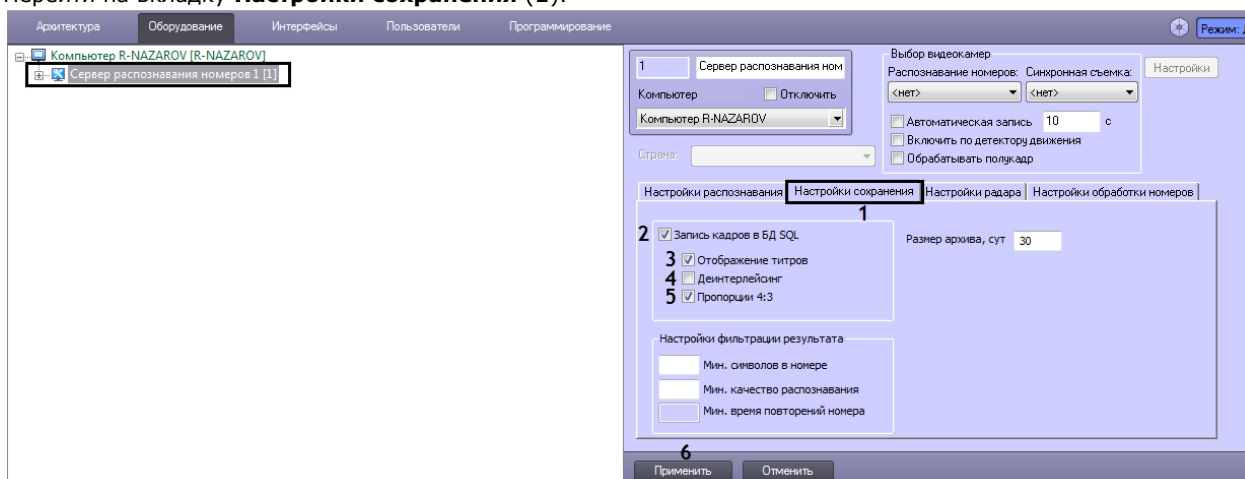 Перейти на вкладку Настройки сохранения (1).
Архитектура Оборудование Интерфейсы Пользователи Программирование
Режим:
Компьютер R-NAZAROV [R-NAZAROV]
Сервер распознавания номеров 1 [1]
1 Сервер распознавания ном
Компьютер Отключить
Компьютер R-NAZAROV
Страна:
Выбор видеокамер
Распознавание номеров: Синхронная съемка:
<нет> <нет>
Настройки
Автоматическая запись 10 с
Включить по детектору движения
Обрабатывать полукадр
Настройки распознавания Настройки сохранения Настройки радара Настройки обработки номеров
1
2 Запись кадров в БД SQL
3 Отображение титров
4 Деинтерлейсинг
5 Пропорции 4:3
Размер архива, сут 30
Настройки фильтрации результата
Мин. символов в номере
Мин. качество распознавания
Мин. время повторений номера
6
Применить Отменить